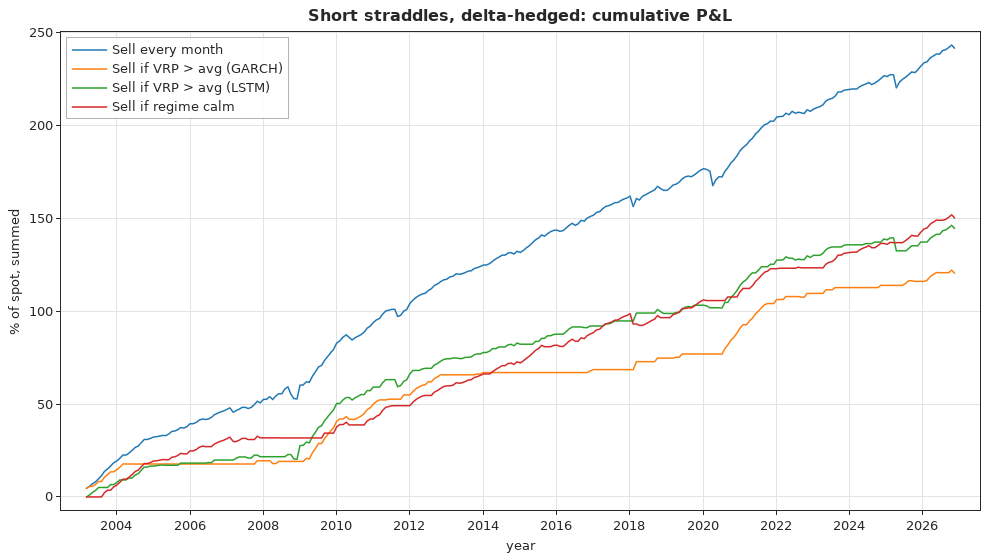 Short straddles, delta-hedged: cumulative P&L
250
200
150
100
50
0
% of spot, summed
Sell every month
Sell if VRP > avg (GARCH)
Sell if VRP > avg (LSTM)
Sell if regime calm
2004 2006 2008 2010 2012 2014 2016 2018 2020 2022 2024 2026
year